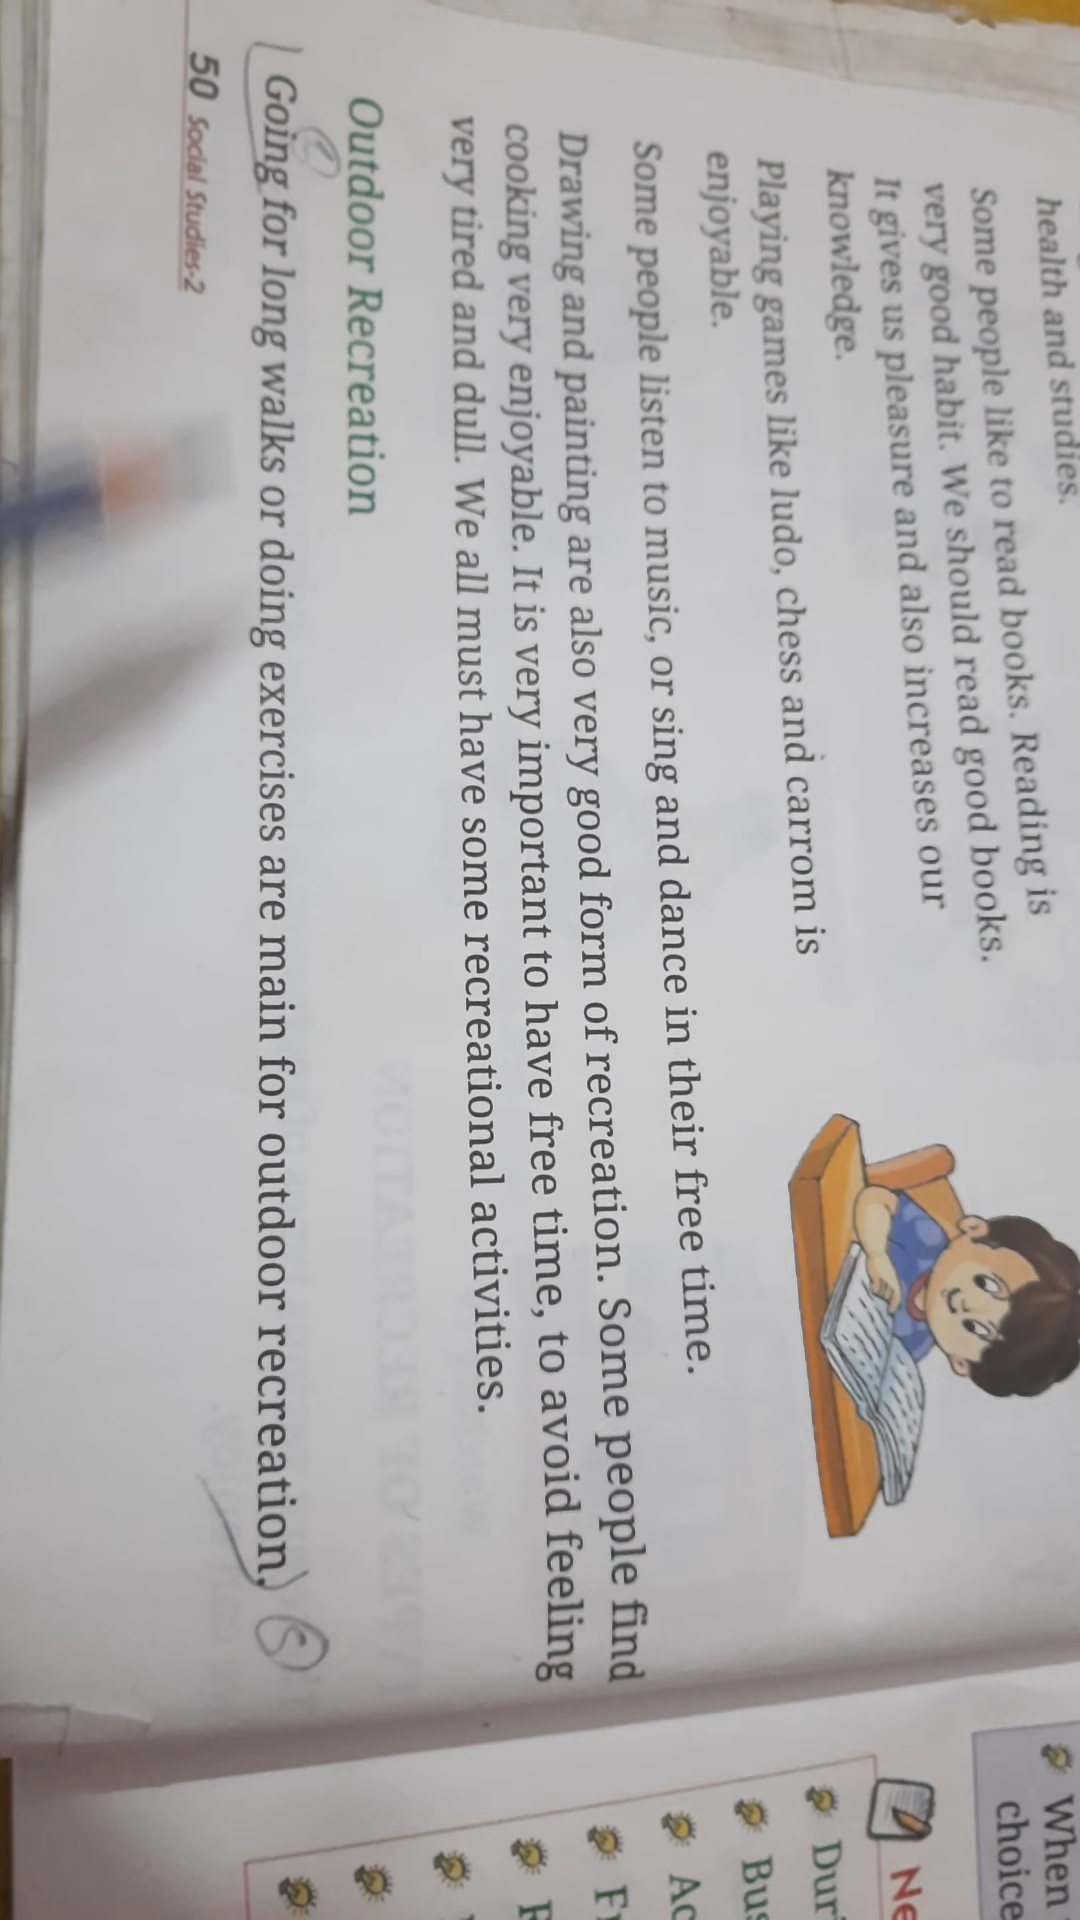 health and studies.
Some people like to read books. Reading is
very good habit. We should read good books.
It gives us pleasure and also increases our
knowledge.
Playing games like ludo, chess and carrom is
enjoyable.
Some people listen to music, or sing and dance in their free time.
Drawing and painting are also very good form of recreation. Some people find
cooking very enjoyable. It is very important to have free time, to avoid feeling
very tired and dull. We all must have some recreational activities.
Outdoor Recreation
Going for long walks or doing exercises are main for outdoor recreation.
50 Social Studies-2
When
choice